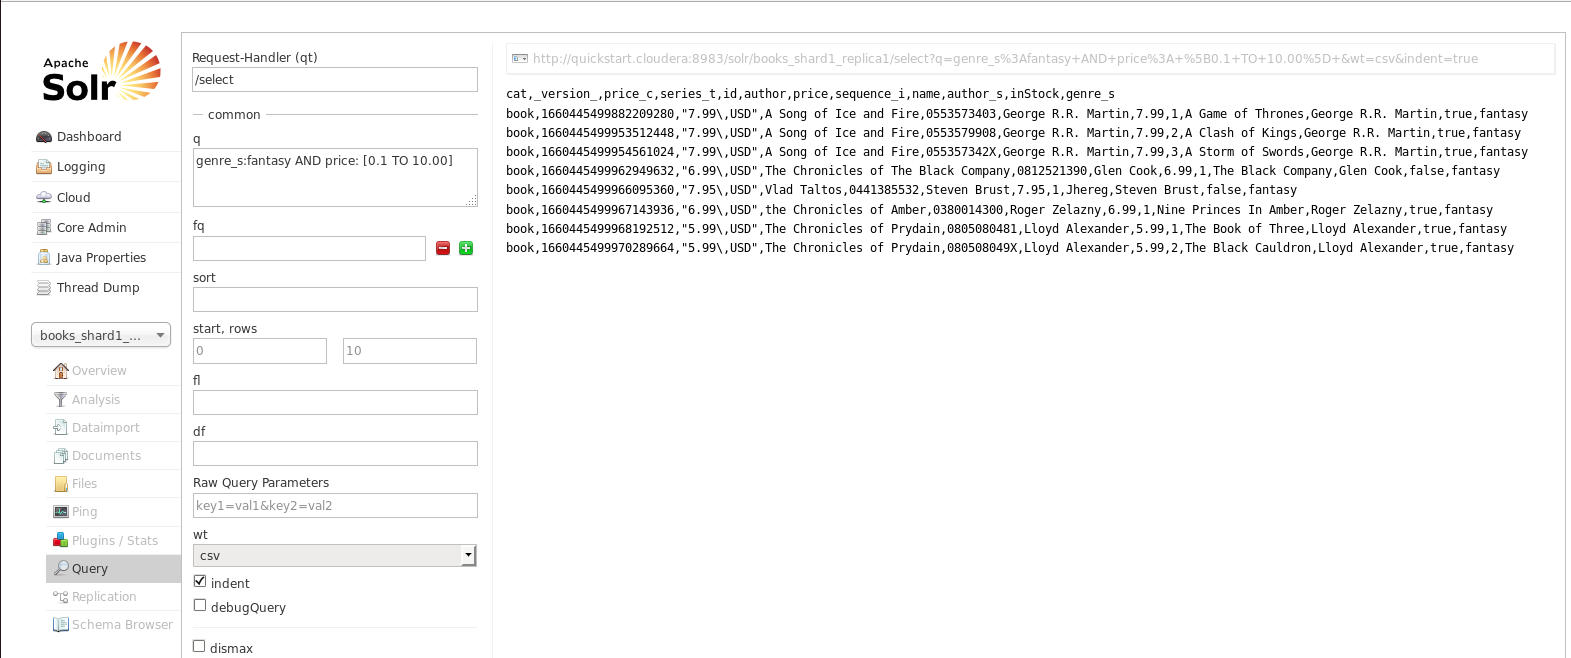 Apache
Solr
Dashboard
Logging
Cloud
Core Admin
Java Properties
Thread Dump
books_shard1_...
Overview
Analysis
Dataimport
Documents
Files
Ping
Plugins / Stats
Query
Replication
Schema Browser
Request-Handler (qt)
/select
common
q
genre_s:fantasy AND price: [0.1 TO 10.00]
fq
sort
start, rows
0 10
fl
df
Raw Query Parameters
key1=val1&key2=val2
wt
csv
indent
debugQuery
dismax
http://quickstart.cloudera:8983/solr/books_shard1_replica1/select?q=genre_s%3Afantasy+AND+price%3A+%5B0.1+TO+10.00%5D+&wt=csv&indent=true
cat,_version_,price_c,series_t,id,author,price,sequence_i,name,author_s,inStock,genre_s
book,1660445499882209280,"7.99\,USD",A Song of Ice and Fire,0553573403,George R.R. Martin,7.99,1,A Game of Thrones,George R.R. Martin,true,fantasy
book,1660445499953512448,"7.99\,USD",A Song of Ice and Fire,0553579908,George R.R. Martin,7.99,2,A Clash of Kings,George R.R. Martin,true,fantasy
book,1660445499954561024,"7.99\,USD",A Song of Ice and Fire,055357342X,George R.R. Martin,7.99,3,A Storm of Swords,George R.R. Martin,true,fantasy
book,1660445499962949632,"6.99\,USD",The Chronicles of The Black Company,0812521390,Glen Cook,6.99,1,The Black Company,Glen Cook,false,fantasy
book,1660445499966095360,"7.95\,USD",Vlad Taltos,0441385532,Steven Brust,7.95,1,Jhereg,Steven Brust,false,fantasy
book,1660445499967143936,"6.99\,USD",the Chronicles of Amber,0380014300,Roger Zelazny,6.99,1,Nine Princes In Amber,Roger Zelazny,true,fantasy
book,1660445499968192512,"5.99\,USD",The Chronicles of Prydain,0805080481,Lloyd Alexander,5.99,1,The Book of Three,Lloyd Alexander,true,fantasy
book,1660445499970289664,"5.99\,USD",The Chronicles of Prydain,080508049X,Lloyd Alexander,5.99,2,The Black Cauldron,Lloyd Alexander,true,fantasy